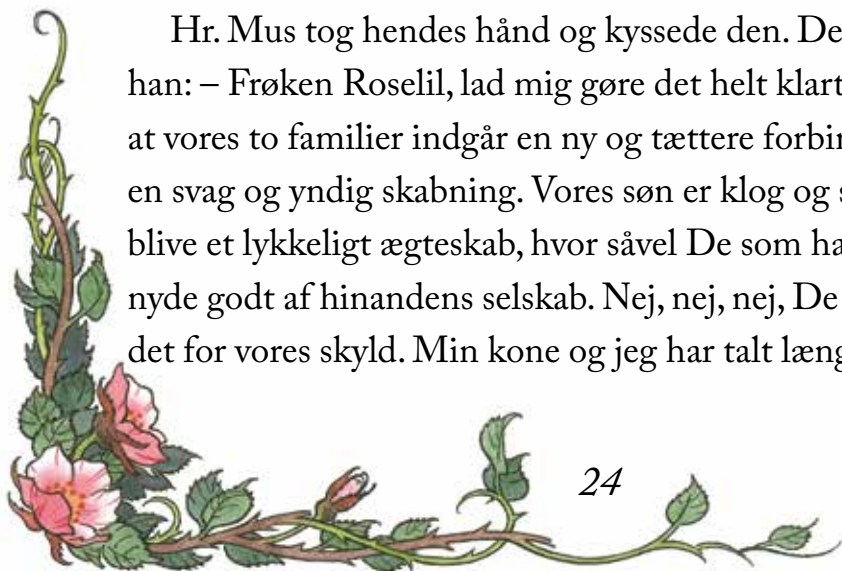 Hr. Mus tog hendes hånd og kyssede den. De
han: – Frøken Roselil, lad mig gøre det helt klart
at vores to familier indgår en ny og tættere forbin
en svag og yndig skabning. Vores søn er klog og s
blive et lykkeligt ægteskab, hvor såvel De som ha
nyde godt af hinandens selskab. Nej, nej, nej, De
det for vores skyld. Min kone og jeg har talt læng
24